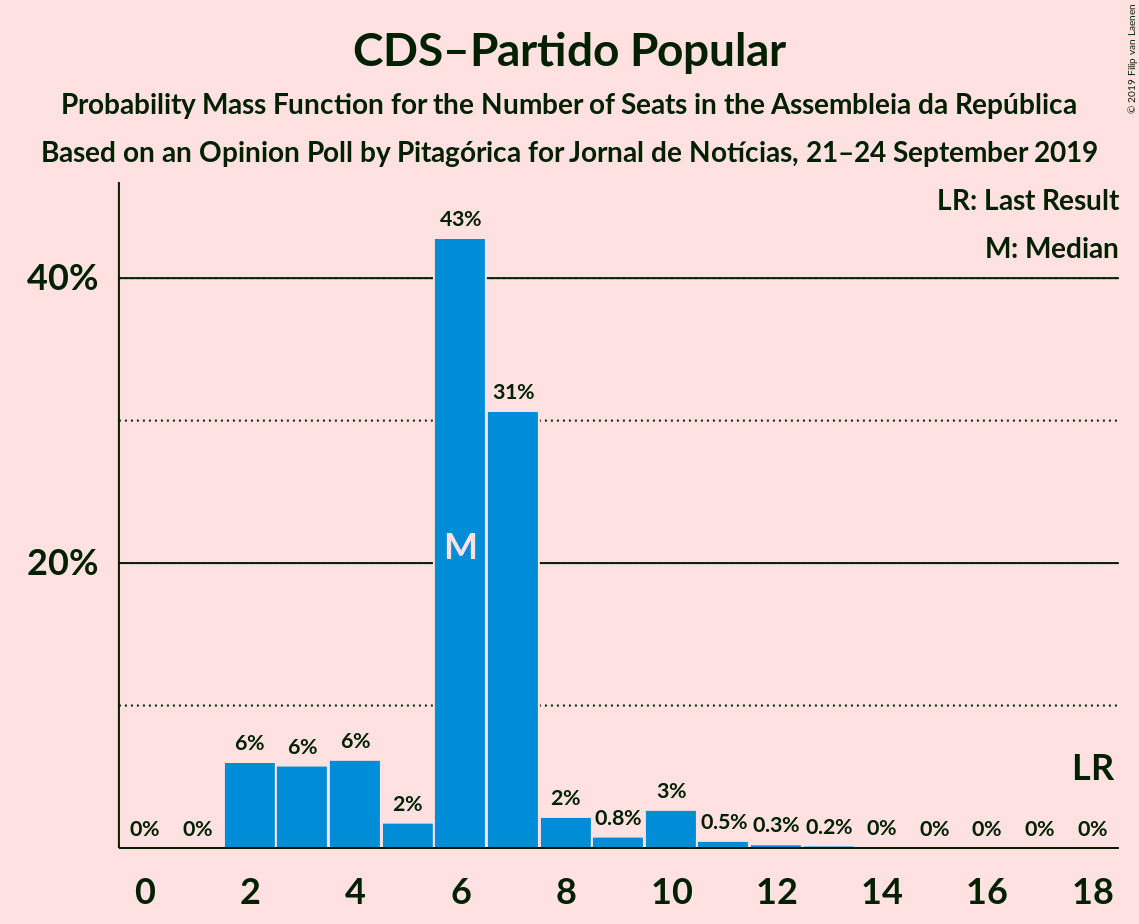 CDS–Partido Popular
Probability Mass Function for the Number of Seats in the Assembleia da República
Based on an Opinion Poll by Pitagórica for Jornal de Notícias, 21–24 September 2019
© 2019 Filip van Laenen
LR: Last Result
M: Median
40%
20%
0% 0% 6% 6% 6% 2% 43% 31% 2% 0.8% 3% 0.5% 0.3% 0.2% 0% 0% 0% 0% 0%
M
LR
0 2 4 6 8 10 12 14 16 18